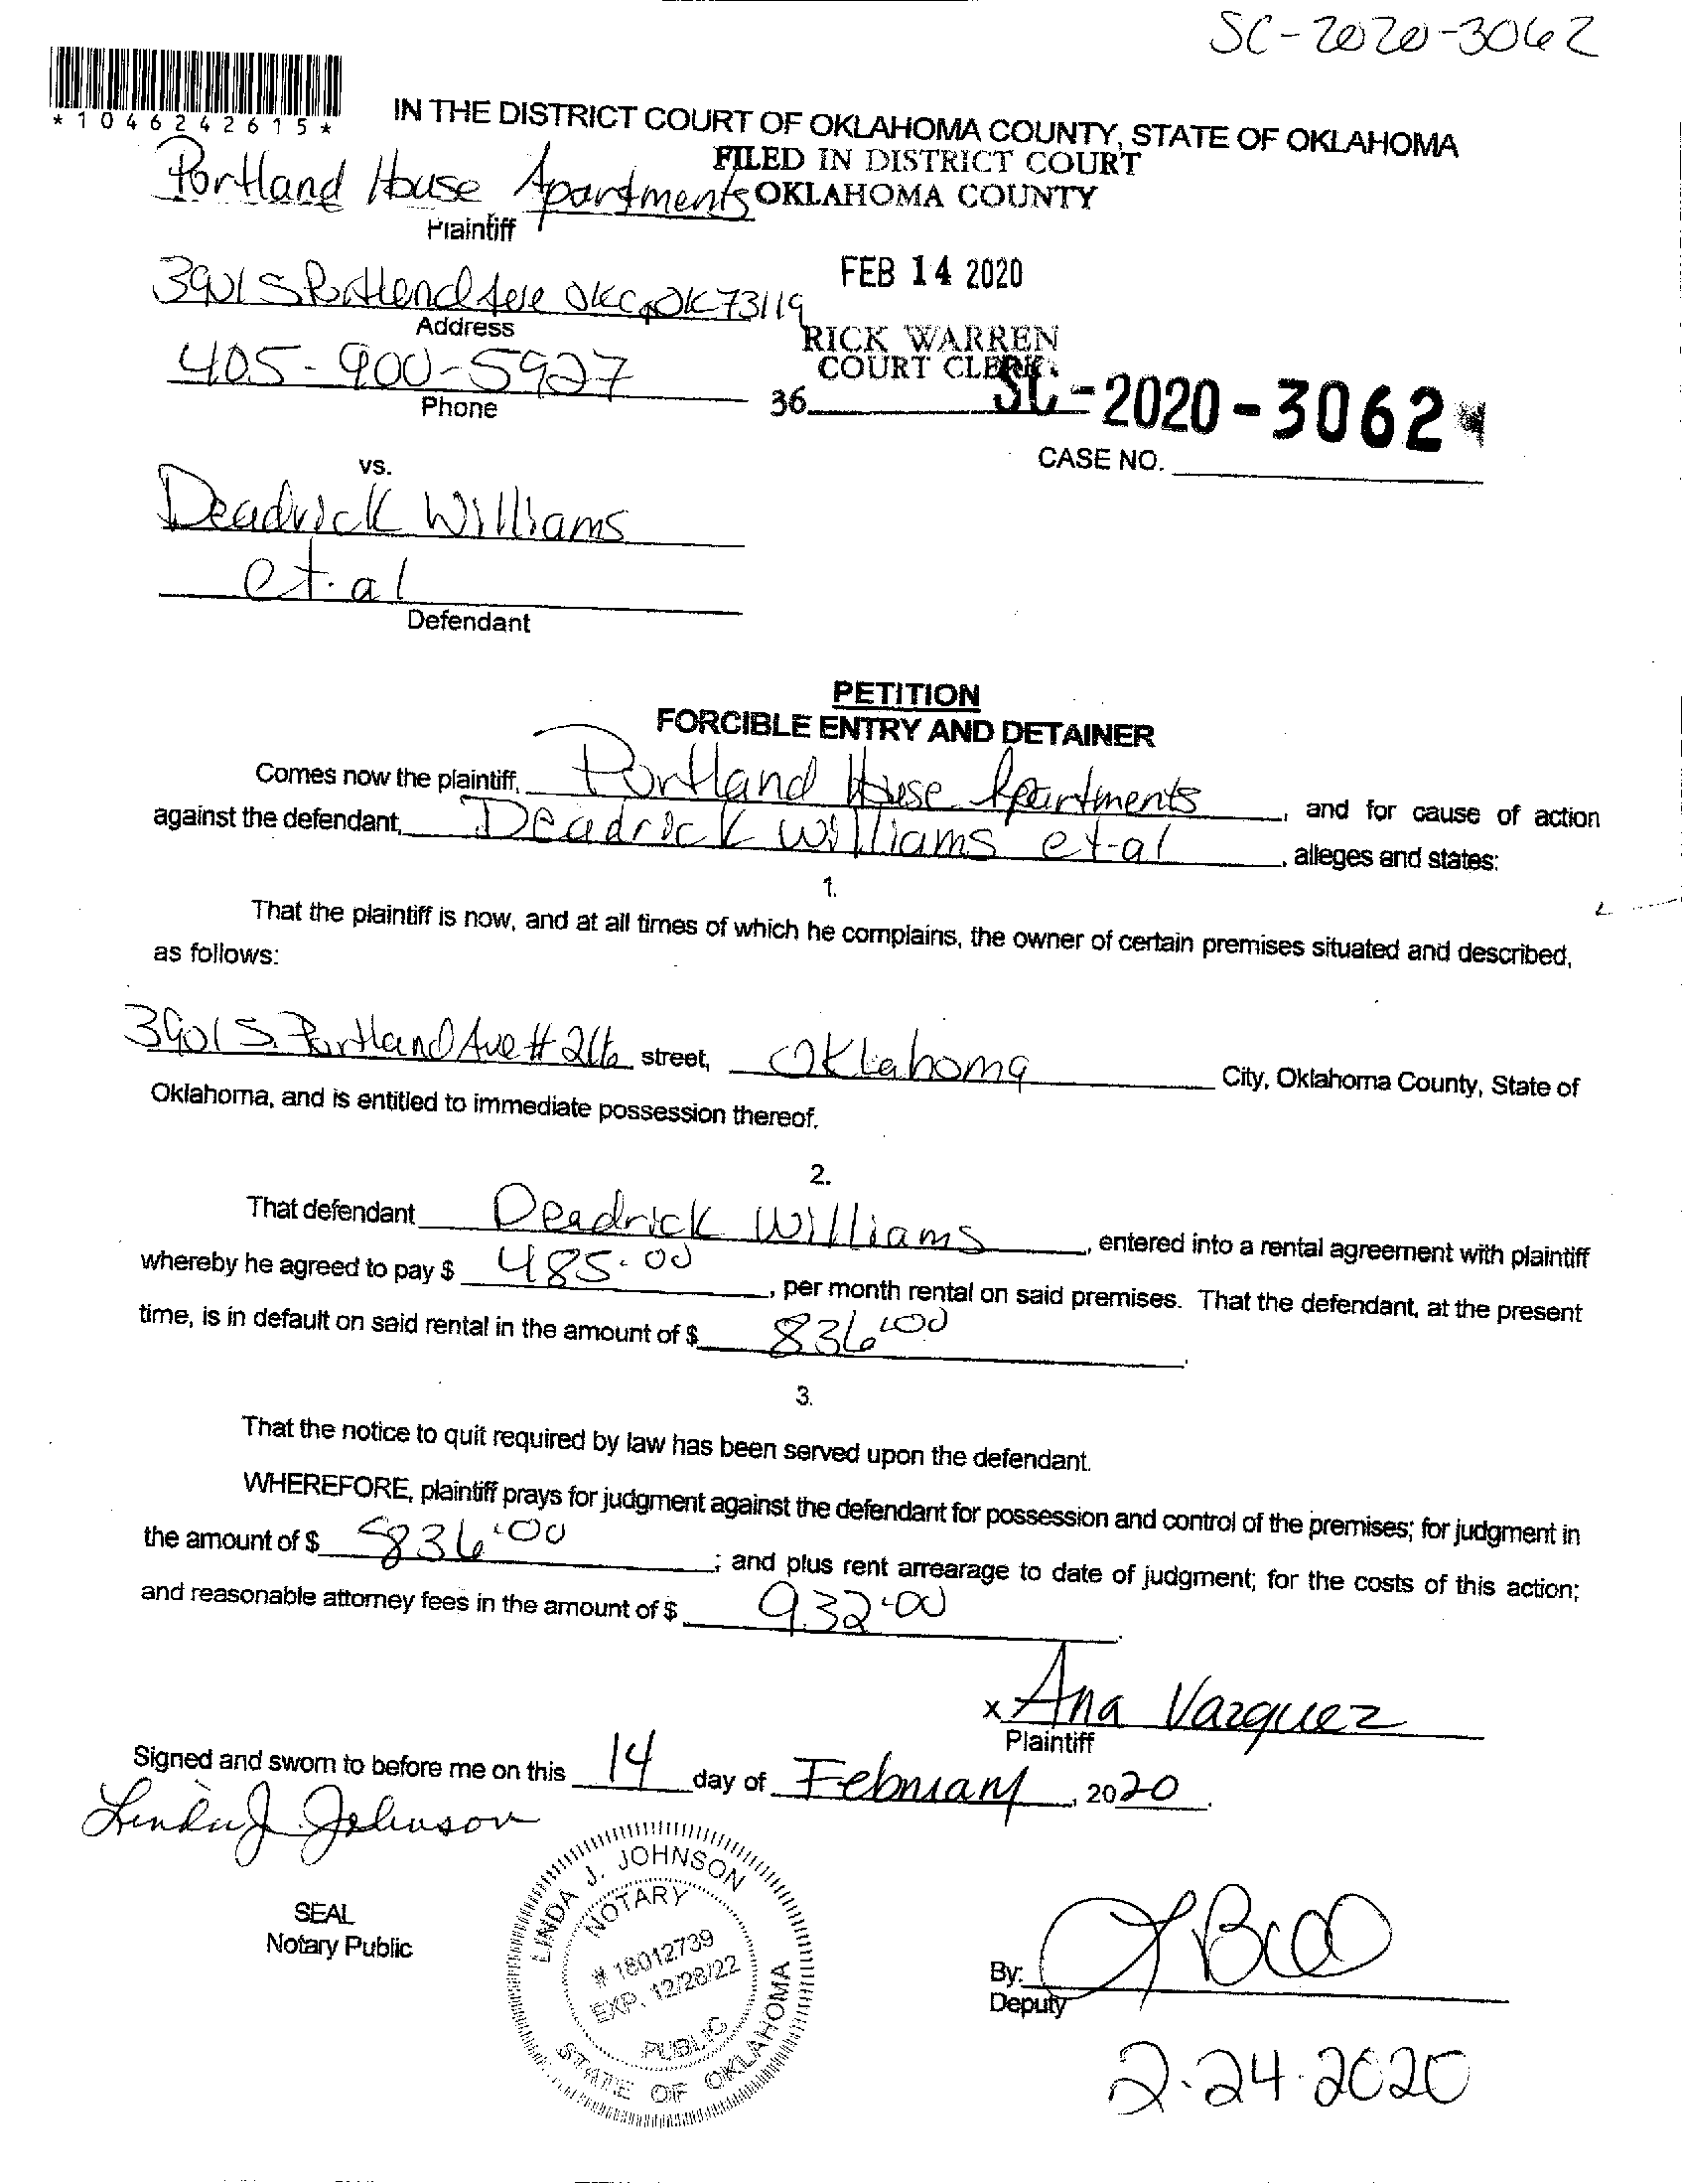 SC-2020-3062
*1046242615*
IN THE DISTRICT COURT OF OKLAHOMA COUNTY, STATE OF OKLAHOMA
FILED IN DISTRICT COURT
Portland House Apartments OKLAHOMA COUNTY
Plaintiff
FEB 14 2020
3901 S Portland Ave OKC, OK 73119
Address
RICK WARREN
COURT CLERK
405-900-5927
Phone
36
SC-2020-3062
CASE NO.
vs.
Deadrick Williams
et.al
Defendant
PETITION
FORCIBLE ENTRY AND DETAINER
Comes now the plaintiff, Portland House Apartments, and for cause of action
against the defendant, Deadrick Williams et-al, alleges and states:
1.
That the plaintiff is now, and at all times of which he complains, the owner of certain premises situated and described,
as follows:
3901 S. Portland Ave # 216 street, Oklahoma City, Oklahoma County, State of
Oklahoma, and is entitled to immediate possession thereof.
2.
That defendant Deadrick Williams, entered into a rental agreement with plaintiff
whereby he agreed to pay $ 485.00, per month rental on said premises. That the defendant, at the present
time, is in default on said rental in the amount of $ 836.00.
3.
That the notice to quit required by law has been served upon the defendant.
WHEREFORE, plaintiff prays for judgment against the defendant for possession and control of the premises; for judgment in
the amount of $ 836.00; and plus rent arrearage to date of judgment; for the costs of this action;
and reasonable attorney fees in the amount of $ 932.00.
x Ana Vazquez
Plaintiff
Signed and sworn to before me on this 14 day of February, 2020.
Linda J. Johnson
SEAL
Notary Public
LINDA J. JOHNSON
NOTARY
# 18012739
EXP. 12/28/22
PUBLIC
STATE OF OKLAHOMA
By:
Deputy
2-24-2020